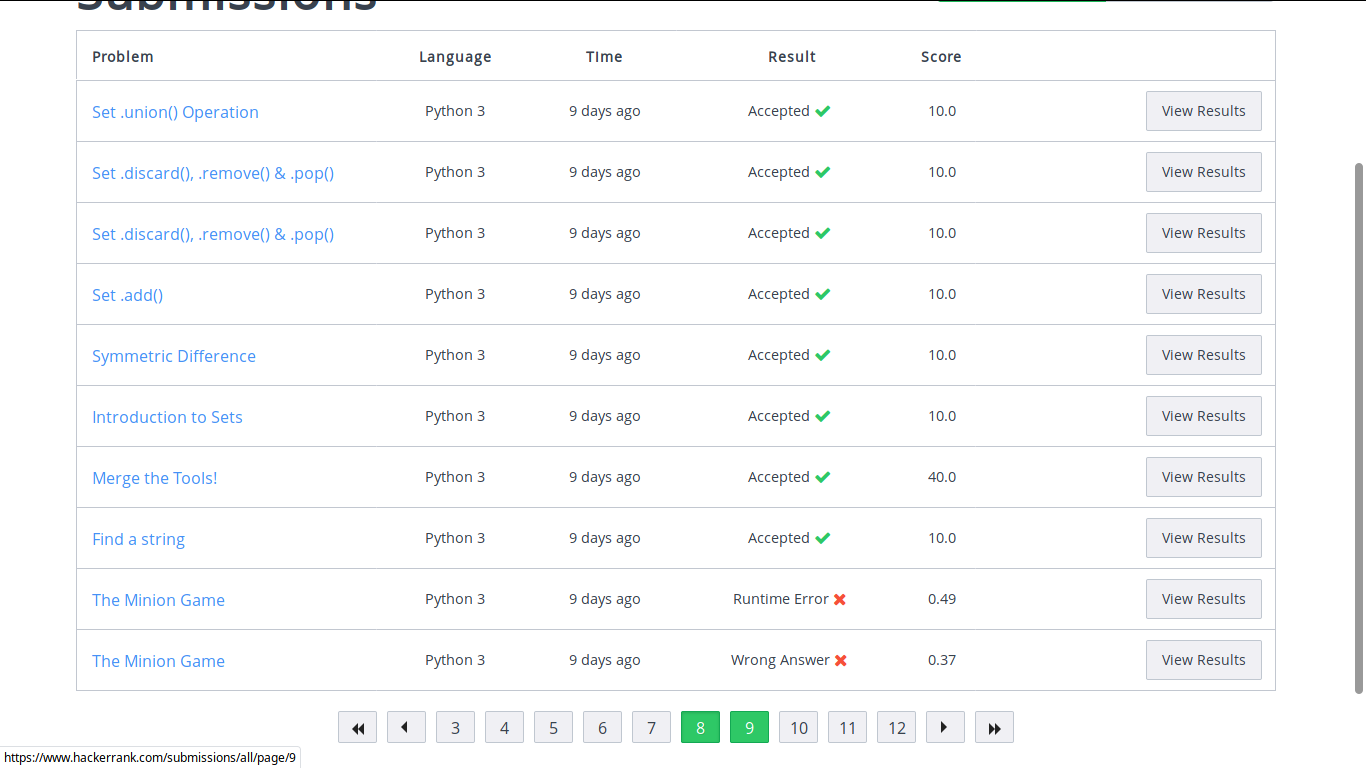 Submissions
Problem Language TIme Result Score
Set .union() Operation Python 3 9 days ago Accepted 10.0 View Results
Set .discard(), .remove() & .pop() Python 3 9 days ago Accepted 10.0 View Results
Set .discard(), .remove() & .pop() Python 3 9 days ago Accepted 10.0 View Results
Set .add() Python 3 9 days ago Accepted 10.0 View Results
Symmetric Difference Python 3 9 days ago Accepted 10.0 View Results
Introduction to Sets Python 3 9 days ago Accepted 10.0 View Results
Merge the Tools! Python 3 9 days ago Accepted 40.0 View Results
Find a string Python 3 9 days ago Accepted 10.0 View Results
The Minion Game Python 3 9 days ago Runtime Error 0.49 View Results
The Minion Game Python 3 9 days ago Wrong Answer 0.37 View Results
3 4 5 6 7 8 9 10 11 12
https://www.hackerrank.com/submissions/all/page/9